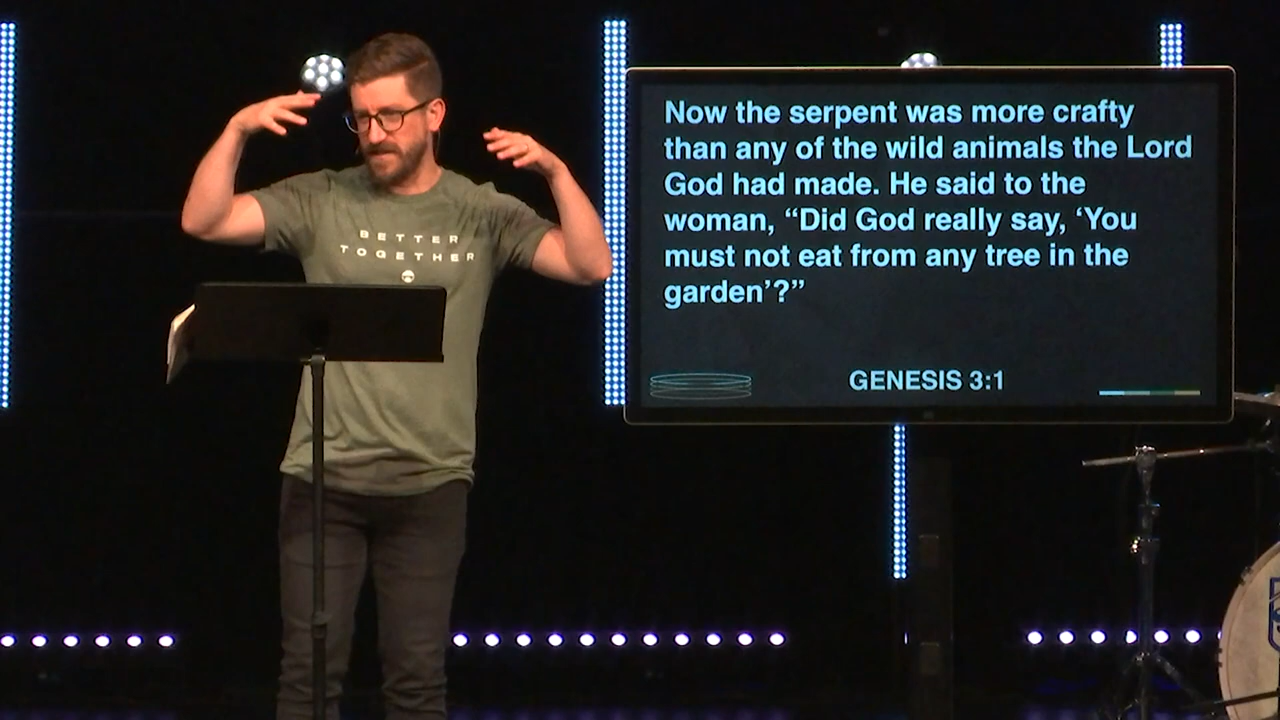 BETTER
TOGETHER
Now the serpent was more crafty
than any of the wild animals the Lord
God had made. He said to the
woman, “Did God really say, ‘You
must not eat from any tree in the
garden’?”
GENESIS 3:1